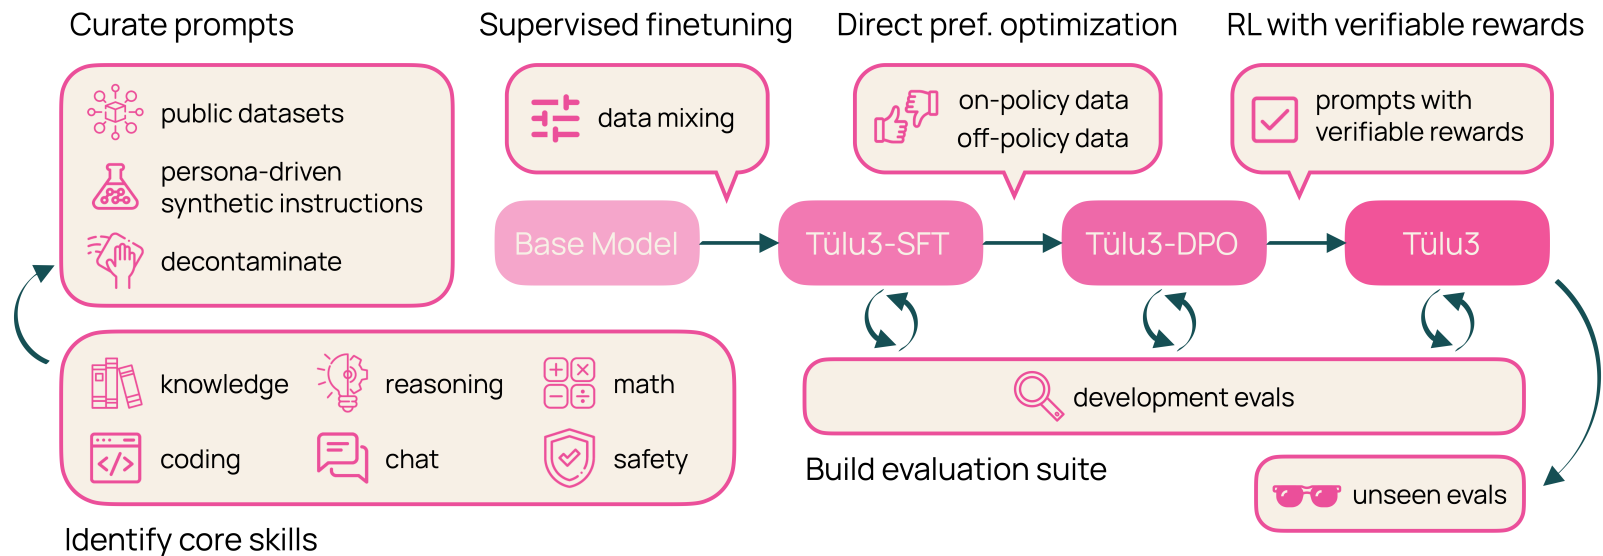 Curate prompts
public datasets
persona-driven
synthetic instructions
decontaminate
knowledge
reasoning
math
coding
chat
safety
Identify core skills
Supervised finetuning
data mixing
Direct pref. optimization
on-policy data
off-policy data
RL with verifiable rewards
prompts with
verifiable rewards
Base Model
Tülu3-SFT
Tülu3-DPO
Tülu3
development evals
Build evaluation suite
unseen evals